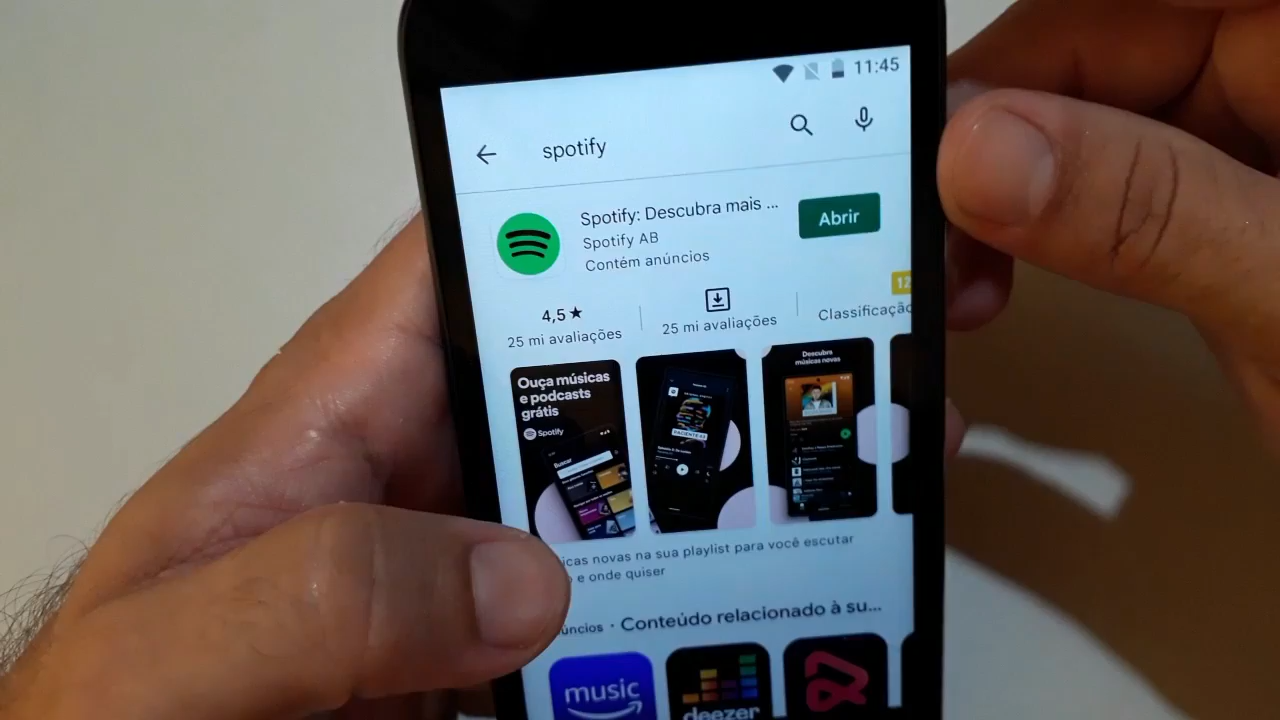 11:45
spotify
Spotify: Descubra mais ...
Abrir
Spotify AB
Contém anúncios
4,5★
25 mi avaliações
25 mi avaliações
12
Classificaçã
Ouça músicas
e podcasts
grátis
Spotify
Buscar
Descubra
músicas novas
icas novas na sua playlist para você escutar
o e onde quiser
úncios · Conteúdo relacionado à su...
music
deezer